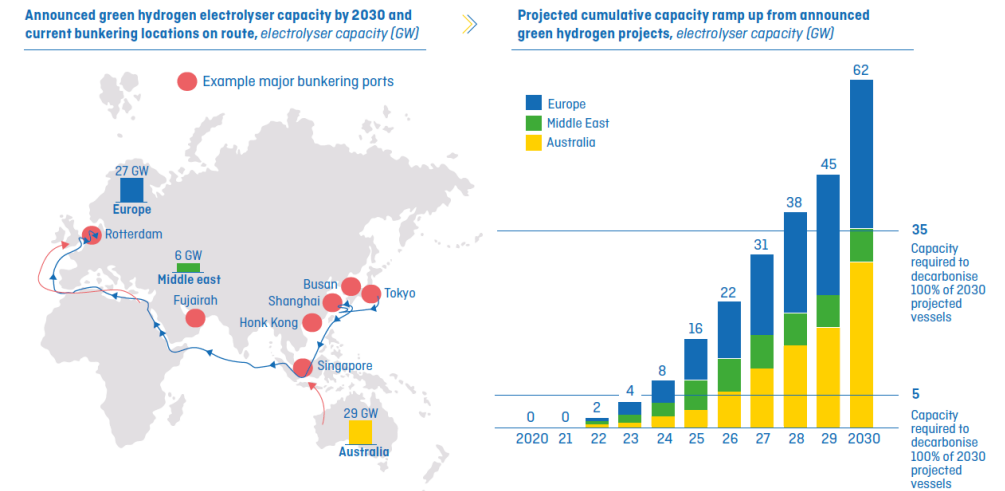 Announced green hydrogen electrolyser capacity by 2030 and
current bunkering locations on route, electrolyser capacity (GW)
Example major bunkering ports
27 GW
Europe
Rotterdam
6 GW
Middle east
Fujairah
Busan
Tokyo
Shanghai
Honk Kong
Singapore
29 GW
Australia
Projected cumulative capacity ramp up from announced
green hydrogen projects, electrolyser capacity (GW)
Europe
Middle East
Australia
0
0
2
4
8
16
22
31
38
45
62
2020
21
22
23
24
25
26
27
28
29
2030
35
Capacity
required to
decarbonise
100% of 2030
projected
vessels
5
Capacity
required to
decarbonise
100% of 2030
projected
vessels